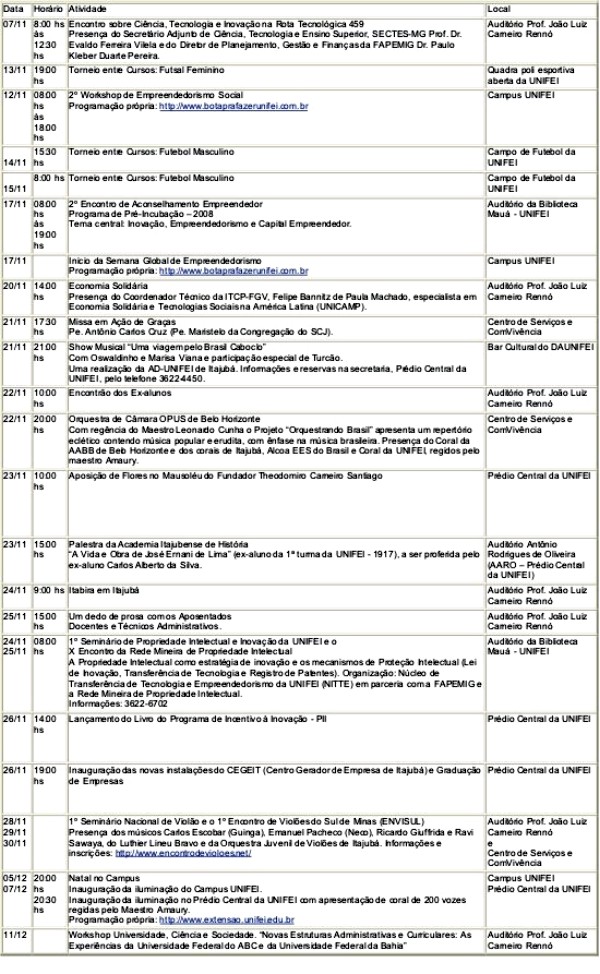 Data Horário Atividade Local
07/11 8:00 hs às 12:30 hs Encontro sobre Ciência, Tecnologia e Inovação na Rota Tecnológica 459
Presença do Secretário Adjunto de Ciência, Tecnologia e Ensino Superior, SECTES-MG Prof. Dr.
Evaldo Ferreira Vilela e do Diretor de Planejamento, Gestão e Finanças da FAPEMIG Dr. Paulo
Kleber Duarte Pereira.
Auditório Prof. João Luiz
Carneiro Rennó
13/11 19:00 hs Torneio entre Cursos: Futsal Feminino
Quadra poli esportiva
aberta da UNIFEI
12/11 08:00 hs às 18:00 hs 2º Workshop de Empreendedorismo Social
Programação própria: http://www.botaprafazerunifei.com.br
Campus UNIFEI
14/11 15:30 hs Torneio entre Cursos: Futebol Masculino
Campo de Futebol da
UNIFEI
15/11 8:00 hs Torneio entre Cursos: Futebol Masculino
Campo de Futebol da
UNIFEI
17/11 08:00 hs às 19:00 hs 2º Encontro de Aconselhamento Empreendedor
Programa de Pré-Incubação – 2008
Tema central: Inovação, Empreendedorismo e Capital Empreendedor.
Auditório da Biblioteca
Mauá - UNIFEI
17/11 Início da Semana Global de Empreendedorismo
Programação própria: http://www.botaprafazerunifei.com.br
Campus UNIFEI
20/11 14:00 hs Economia Solidária
Presença do Coordenador Técnico da ITCP-FGV, Felipe Bannitz de Paula Machado, especialista em
Economia Solidária e Tecnologias Sociais na América Latina (UNICAMP).
Auditório Prof. João Luiz
Carneiro Rennó
21/11 17:30 hs Missa em Ação de Graças
Pe. Antônio Carlos Cruz (Pe. Maristelo da Congregação do SCJ).
Centro de Serviços e
ComVivência
21/11 21:00 hs Show Musical "Uma viagem pelo Brasil Caboclo"
Com Oswaldinho e Marisa Viana e participação especial de Turcão.
Uma realização da AD-UNIFEI de Itajubá. Informações e reservas na secretaria, Prédio Central da
UNIFEI, pelo telefone 36224450.
Bar Cultural do DAUNIFEI
22/11 10:00 hs Encontrão dos Ex-alunos
Auditório Prof. João Luiz
Carneiro Rennó
22/11 20:00 hs Orquestra de Câmara OPUS de Belo Horizonte
Com regência do Maestro Leonardo Cunha o Projeto "Orquestrando Brasil" apresenta um repertório
eclético contendo música popular e erudita, com ênfase na música brasileira. Presença do Coral da
AABB de Belo Horizonte e dos corais de Itajubá, Alcoa EES do Brasil e Coral da UNIFEI, regidos pelo
maestro Amaury.
Centro de Serviços e
ComVivência
23/11 10:00 hs Aposição de Flores no Mausoléu do Fundador Theodomiro Carneiro Santiago
Prédio Central da UNIFEI
23/11 15:00 hs Palestra da Academia Itajubense de História
"A Vida e Obra de José Ernani de Lima" (ex-aluno da 1ª turma da UNIFEI - 1917), a ser proferida pelo
ex-aluno Carlos Alberto da Silva.
Auditório Antônio
Rodrigues de Oliveira
(AARO – Prédio Central
da UNIFEI)
24/11 9:00 hs Itabira em Itajubá
Auditório Prof. João Luiz
Carneiro Rennó
25/11 15:00 hs Um dedo de prosa com os Aposentados
Docentes e Técnicos Administrativos.
Auditório Prof. João Luiz
Carneiro Rennó
24/11 25/11 08:00 hs 1º Seminário de Propriedade Intelectual e Inovação da UNIFEI e o
X Encontro da Rede Mineira de Propriedade Intelectual
A Propriedade Intelectual como estratégia de inovação e os mecanismos de Proteção Intelectual (Lei
de Inovação, Transferência de Tecnologia e Registro de Patentes). Organização: Núcleo de
Transferência de Tecnologia e Empreendedorismo da UNIFEI (NITTE) em parceria com a FAPEMIG e
a Rede Mineira de Propriedade Intelectual.
Informações: 3622-6702
Auditório da Biblioteca
Mauá - UNIFEI
26/11 14:00 hs Lançamento do Livro do Programa de Incentivo à Inovação - PII
Prédio Central da UNIFEI
26/11 19:00 hs Inauguração das novas instalações do CEGEIT (Centro Gerador de Empresa de Itajubá) e Graduação
de Empresas
Prédio Central da UNIFEI
28/11 29/11 30/11 1º Seminário Nacional de Violão e o 1º Encontro de Violões do Sul de Minas (ENVISUL)
Presença dos músicos Carlos Escobar (Guinga), Emanuel Pacheco (Neco), Ricardo Giuffrida e Ravi
Sawaya, do Luthier Lineu Bravo e da Orquestra Juvenil de Violões de Itajubá. Informações e
inscrições: http://www.encontrodevioloes.net/
Auditório Prof. João Luiz
Carneiro Rennó
e
Centro de Serviços e
ComVivência
05/12 07/12 20:00 hs 20:30 hs Natal no Campus
Inauguração da iluminação do Campus UNIFEI.
Inauguração da iluminação no Prédio Central da UNIFEI com apresentação de coral de 200 vozes
regidas pelo Maestro Amaury.
Programação própria: http://www.extensao.unifei.edu.br
Campus UNIFEI
Prédio Central da UNIFEI
11/12 Workshop Universidade, Ciência e Sociedade. "Novas Estruturas Administrativas e Curriculares: As
Experiências da Universidade Federal do ABC e da Universidade Federal da Bahia"
Auditório Prof. João Luiz
Carneiro Rennó